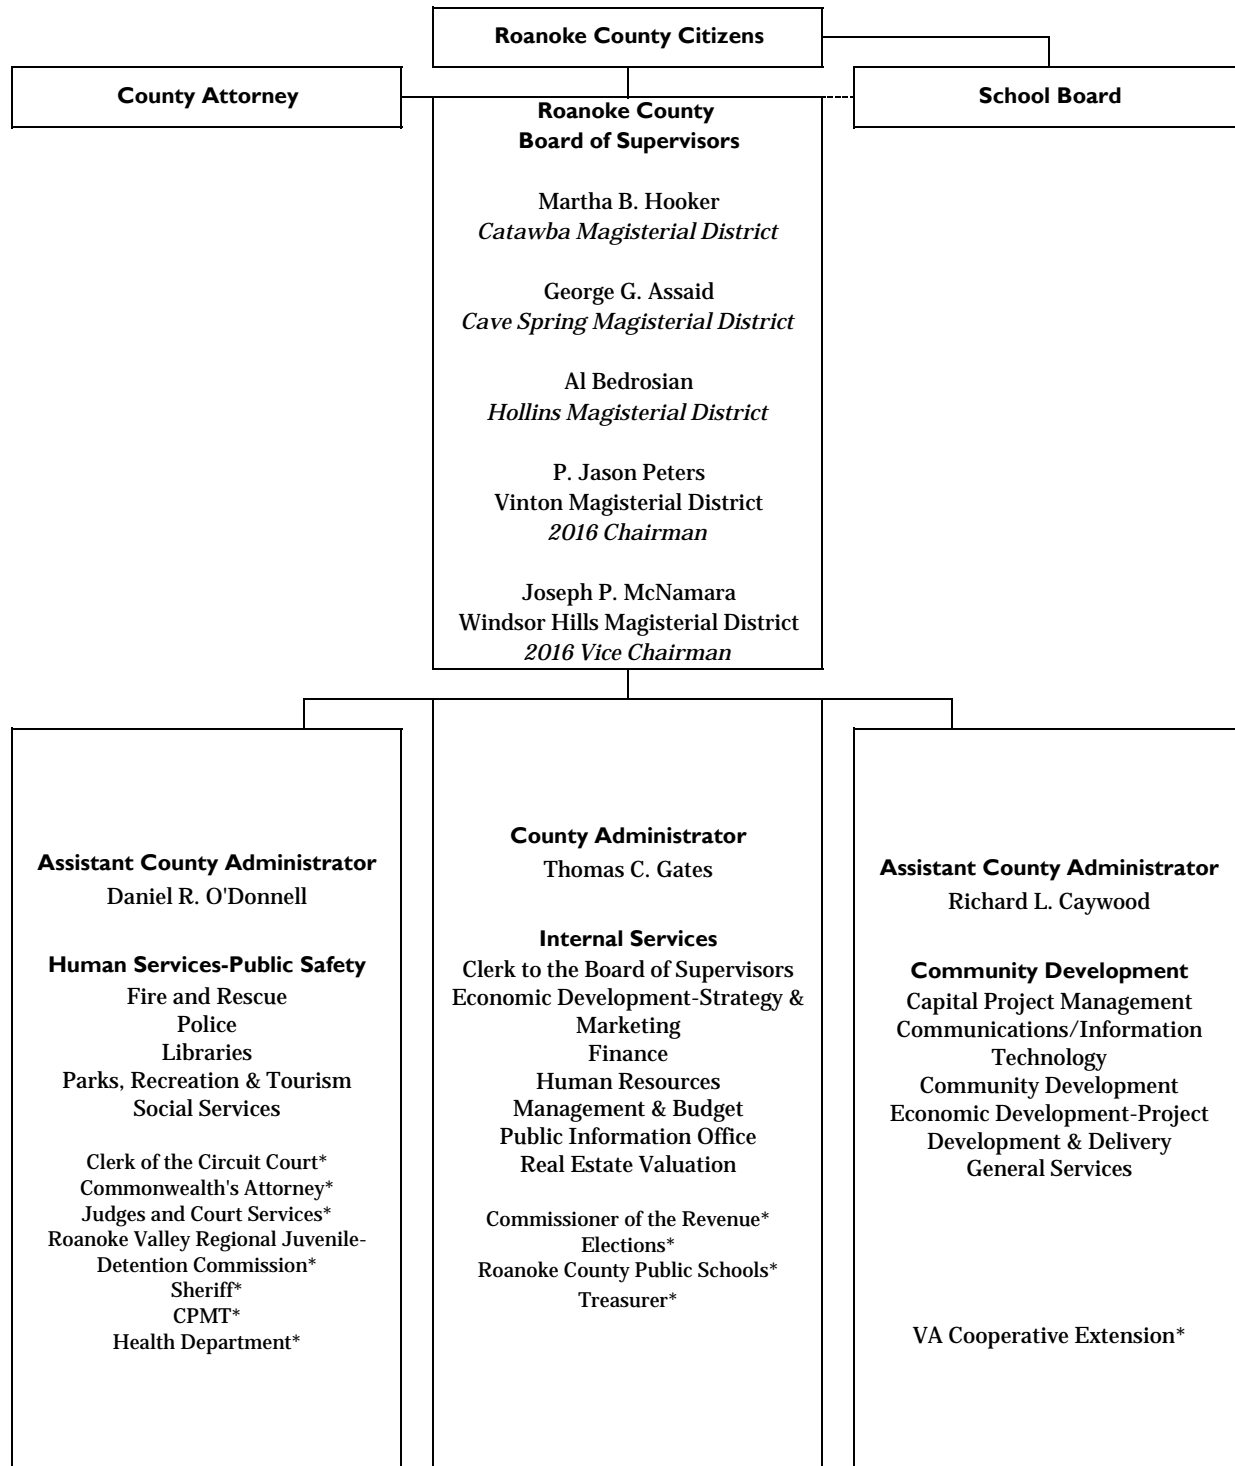 Roanoke County Citizens
County Attorney
School Board
Roanoke County
Board of Supervisors
Martha B. Hooker
Catawba Magisterial District
George G. Assaid
Cave Spring Magisterial District
Al Bedrosian
Hollins Magisterial District
P. Jason Peters
Vinton Magisterial District
2016 Chairman
Joseph P. McNamara
Windsor Hills Magisterial District
2016 Vice Chairman
Assistant County Administrator
Daniel R. O'Donnell
Human Services-Public Safety
Fire and Rescue
Police
Libraries
Parks, Recreation & Tourism
Social Services
Clerk of the Circuit Court*
Commonwealth's Attorney*
Judges and Court Services*
Roanoke Valley Regional Juvenile-
Detention Commission*
Sheriff*
CPMT*
Health Department*
County Administrator
Thomas C. Gates
Internal Services
Clerk to the Board of Supervisors
Economic Development-Strategy &
Marketing
Finance
Human Resources
Management & Budget
Public Information Office
Real Estate Valuation
Commissioner of the Revenue*
Elections*
Roanoke County Public Schools*
Treasurer*
Assistant County Administrator
Richard L. Caywood
Community Development
Capital Project Management
Communications/Information
Technology
Community Development
Economic Development-Project
Development & Delivery
General Services
VA Cooperative Extension*